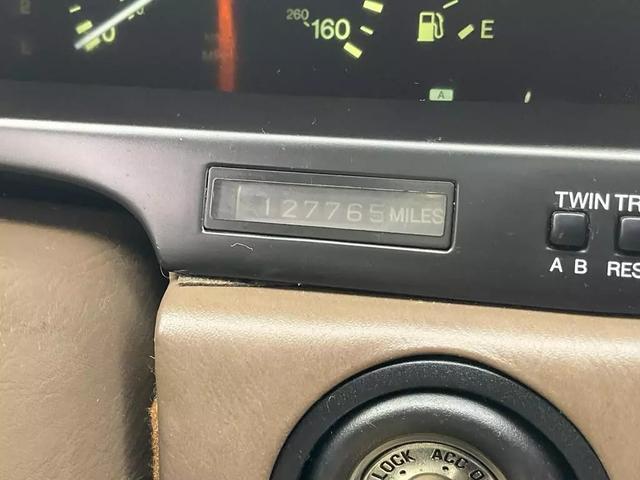 260
160
E
A
127765 MILES
TWIN TR
A B RES
LOCK ACC O